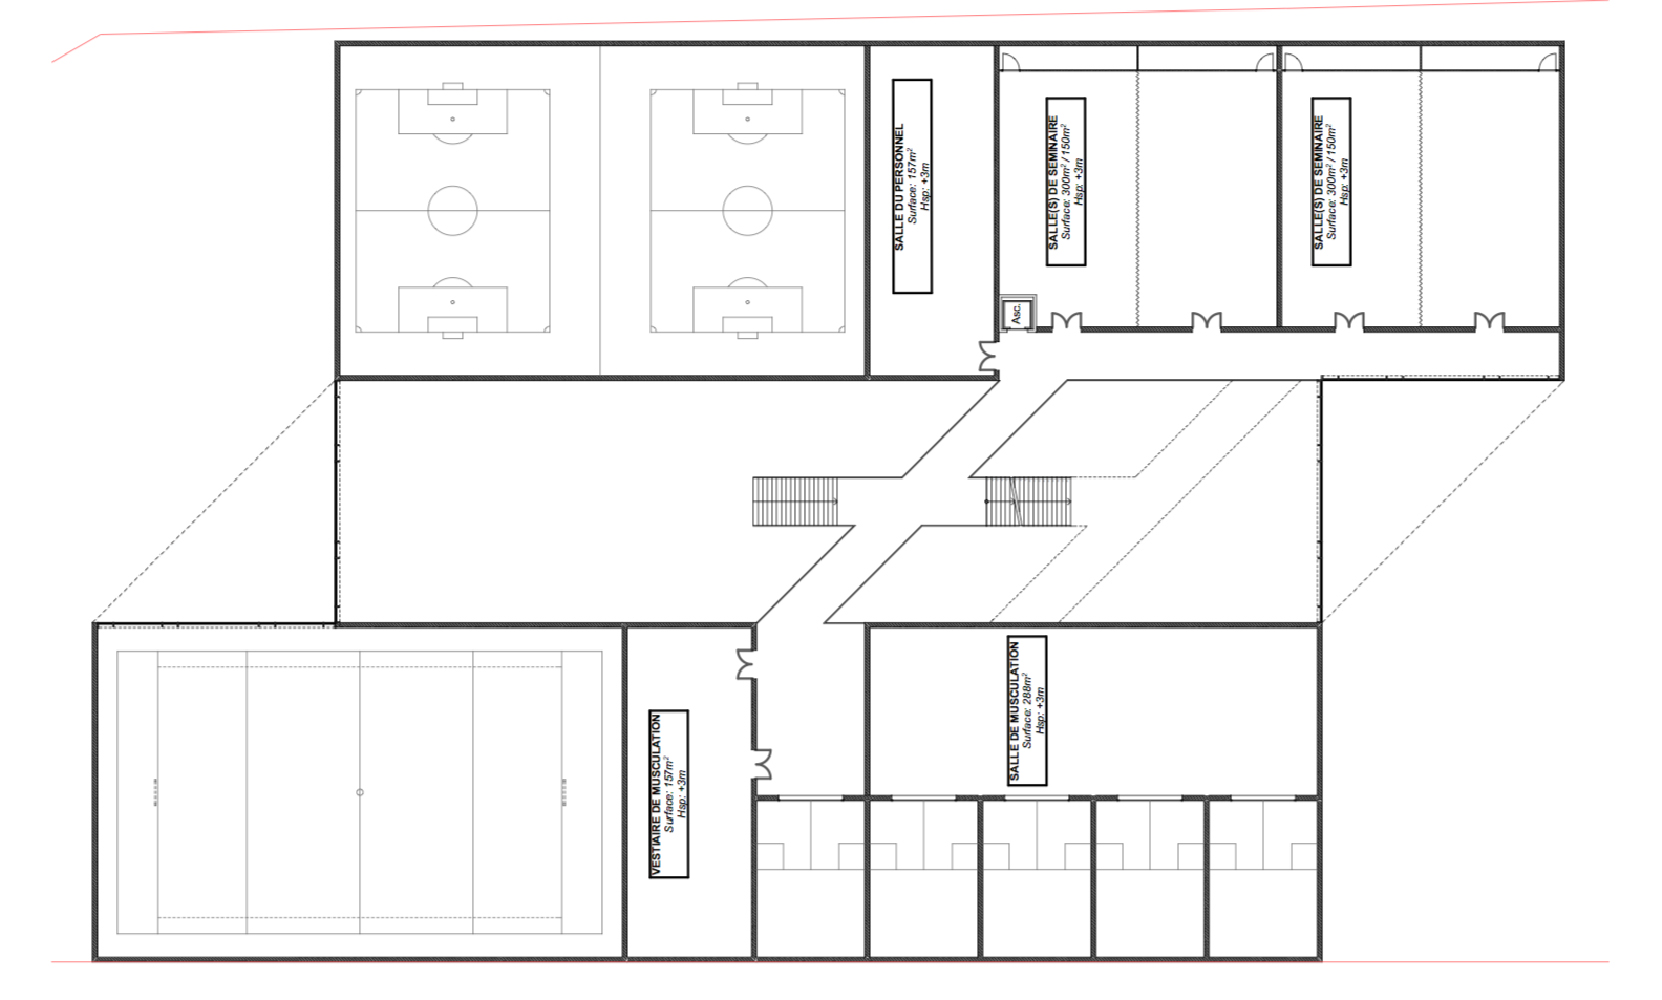 SALLE DU PERSONNEL
Surface: 157m²
Hsp: +3m
SALLE(S) DE SEMINAIRE
Surface: 300m² / 150m²
Hsp: +3m
SALLE(S) DE SEMINAIRE
Surface: 300m² / 150m²
Hsp: +3m
Asc.
VESTIAIRE DE MUSCULATION
Surface: 157m²
Hsp: +3m
SALLE DE MUSCULATION
Surface: 288m²
Hsp: +3m